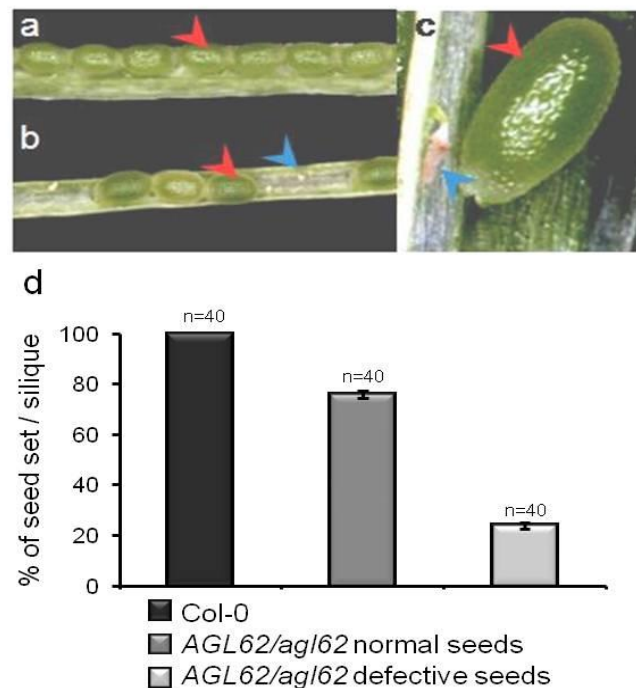 a
c
b
d
% of seed set / silique
100
80
60
40
20
0
n=40
n=40
n=40
Col-0
AGL62/agl62 normal seeds
AGL62/agl62 defective seeds